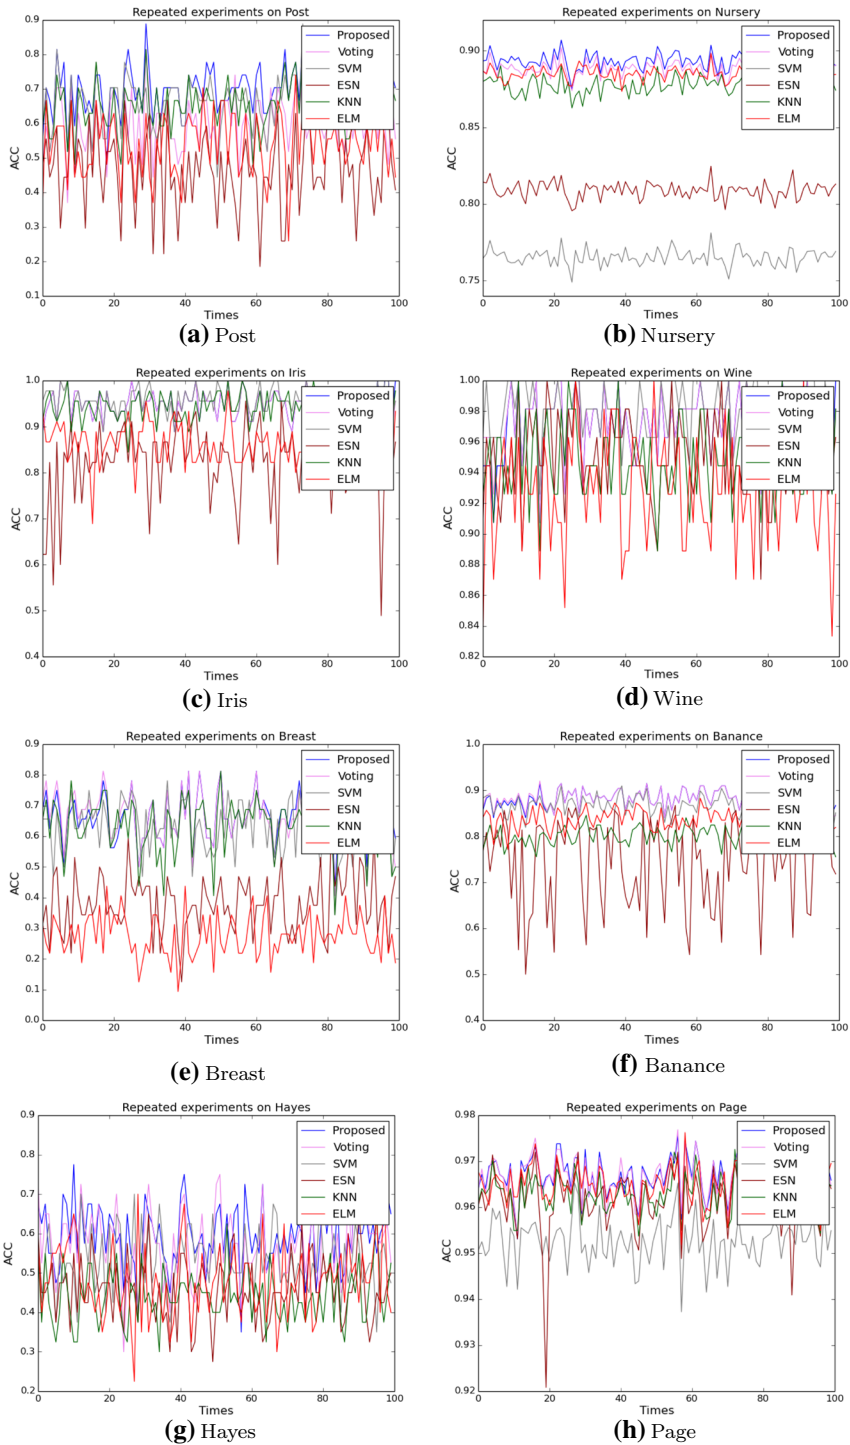 Repeated experiments on Post
0.9
0.8
0.7
0.6
0.5
0.4
0.3
0.2
0.1
ACC
0 20 40 60 80 100
Times
Proposed
Voting
SVM
ESN
KNN
ELM
(a) Post
Repeated experiments on Nursery
0.90
0.85
0.80
0.75
ACC
0 20 40 60 80 100
Times
Proposed
Voting
SVM
ESN
KNN
ELM
(b) Nursery
Repeated experiments on Iris
1.0
0.9
0.8
0.7
0.6
0.5
0.4
ACC
0 20 40 60 80 100
Times
Proposed
Voting
SVM
ESN
KNN
ELM
(c) Iris
Repeated experiments on Wine
1.00
0.98
0.96
0.94
0.92
0.90
0.88
0.86
0.84
0.82
ACC
0 20 40 60 80 100
Times
Proposed
Voting
SVM
ESN
KNN
ELM
(d) Wine
Repeated experiments on Breast
0.9
0.8
0.7
0.6
0.5
0.4
0.3
0.2
0.1
0.0
ACC
0 20 40 60 80 100
Times
Proposed
Voting
SVM
ESN
KNN
ELM
(e) Breast
Repeated experiments on Banance
1.0
0.9
0.8
0.7
0.6
0.5
0.4
ACC
0 20 40 60 80 100
Times
Proposed
Voting
SVM
ESN
KNN
ELM
(f) Banance
Repeated experiments on Hayes
0.9
0.8
0.7
0.6
0.5
0.4
0.3
0.2
ACC
0 20 40 60 80 100
Times
Proposed
Voting
SVM
ESN
KNN
ELM
(g) Hayes
Repeated experiments on Page
0.98
0.97
0.96
0.95
0.94
0.93
0.92
ACC
0 20 40 60 80 100
Times
Proposed
Voting
SVM
ESN
KNN
ELM
(h) Page